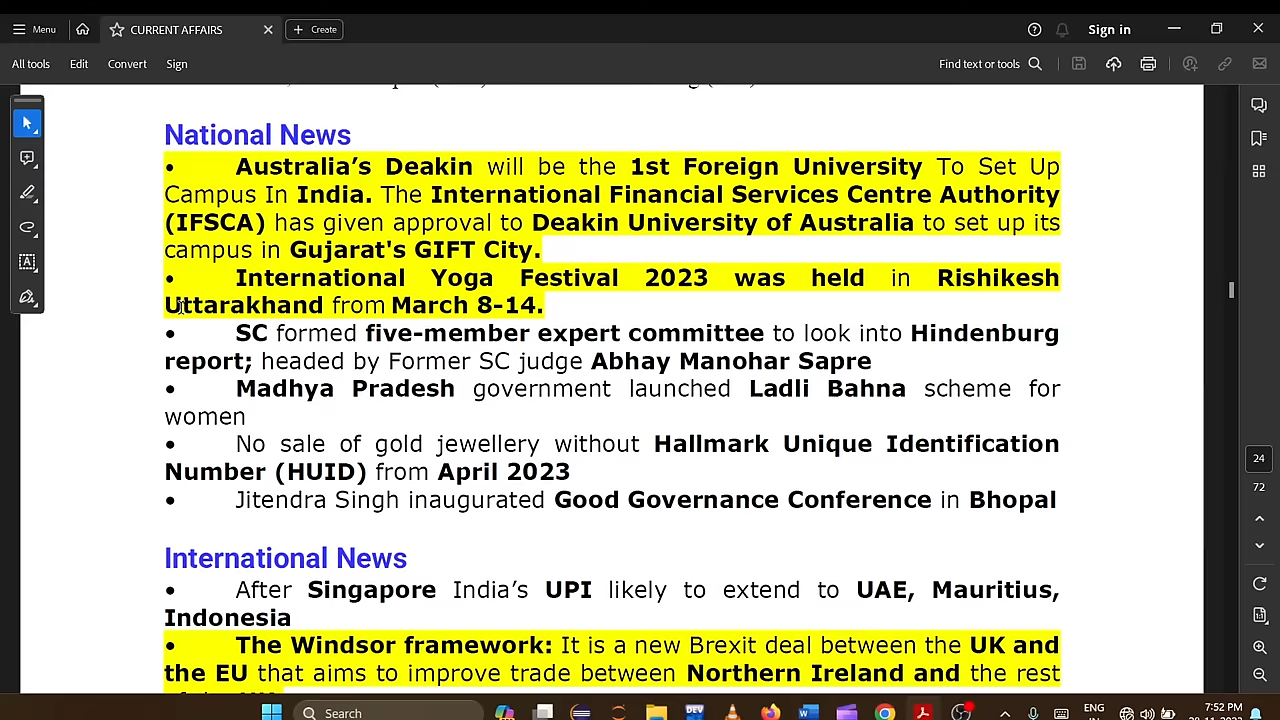 Menu
CURRENT AFFAIRS
Create
Sign in
All tools Edit Convert Sign
Find text or tools
National News
• Australia’s Deakin will be the 1st Foreign University To Set Up
Campus In India. The International Financial Services Centre Authority
(IFSCA) has given approval to Deakin University of Australia to set up its
campus in Gujarat's GIFT City.
• International Yoga Festival 2023 was held in Rishikesh
Uttarakhand from March 8-14.
• SC formed five-member expert committee to look into Hindenburg
report; headed by Former SC judge Abhay Manohar Sapre
• Madhya Pradesh government launched Ladli Bahna scheme for
women
• No sale of gold jewellery without Hallmark Unique Identification
Number (HUID) from April 2023
• Jitendra Singh inaugurated Good Governance Conference in Bhopal
24
72
International News
• After Singapore India’s UPI likely to extend to UAE, Mauritius,
Indonesia
• The Windsor framework: It is a new Brexit deal between the UK and
the EU that aims to improve trade between Northern Ireland and the rest
Search
DEV
ENG
IN
7:52 PM